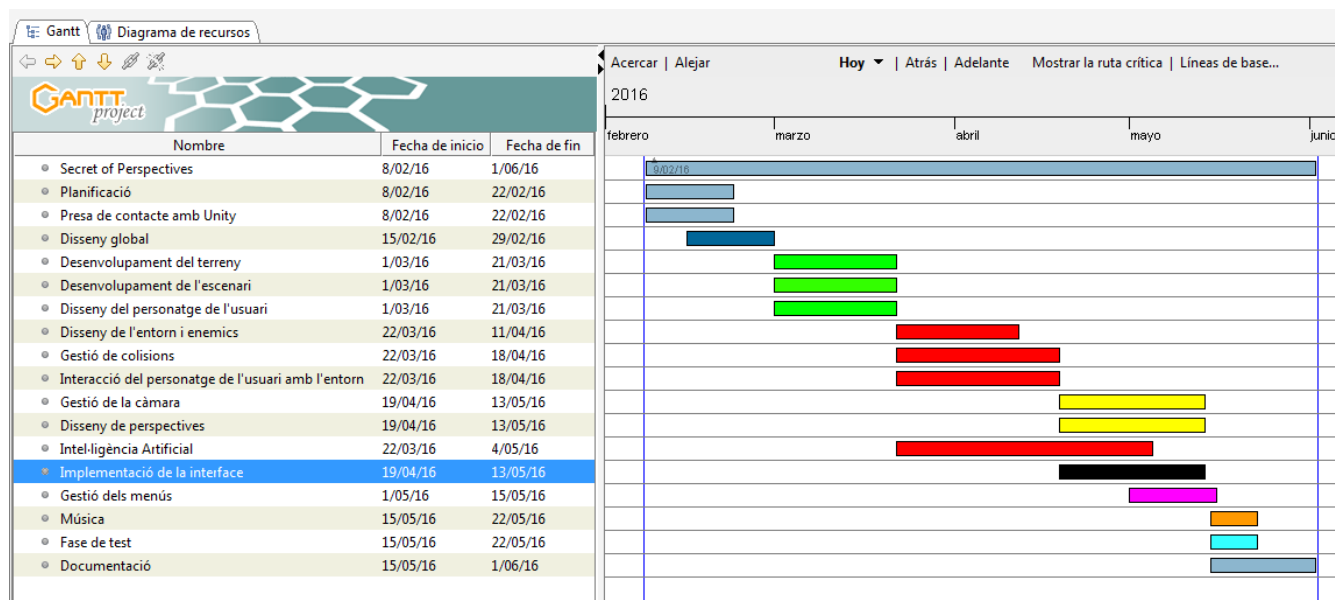 Gantt Diagrama de recursos
Acercar | Alejar Hoy | Atrás | Adelante Mostrar la ruta crítica | Líneas de base...
GANTT project
2016
febrero marzo abril mayo junio
Nombre Fecha de inicio Fecha de fin
Secret of Perspectives 8/02/16 1/06/16 9/02/16
Planificació 8/02/16 22/02/16
Presa de contacte amb Unity 8/02/16 22/02/16
Disseny global 15/02/16 29/02/16
Desenvolupament del terreny 1/03/16 21/03/16
Desenvolupament de l'escenari 1/03/16 21/03/16
Disseny del personatge de l'usuari 1/03/16 21/03/16
Disseny de l'entorn i enemics 22/03/16 11/04/16
Gestió de colisions 22/03/16 18/04/16
Interacció del personatge de l'usuari amb l'entorn 22/03/16 18/04/16
Gestió de la càmara 19/04/16 13/05/16
Disseny de perspectives 19/04/16 13/05/16
Intel·ligència Artificial 22/03/16 4/05/16
Implementació de la interface 19/04/16 13/05/16
Gestió dels menús 1/05/16 15/05/16
Música 15/05/16 22/05/16
Fase de test 15/05/16 22/05/16
Documentació 15/05/16 1/06/16